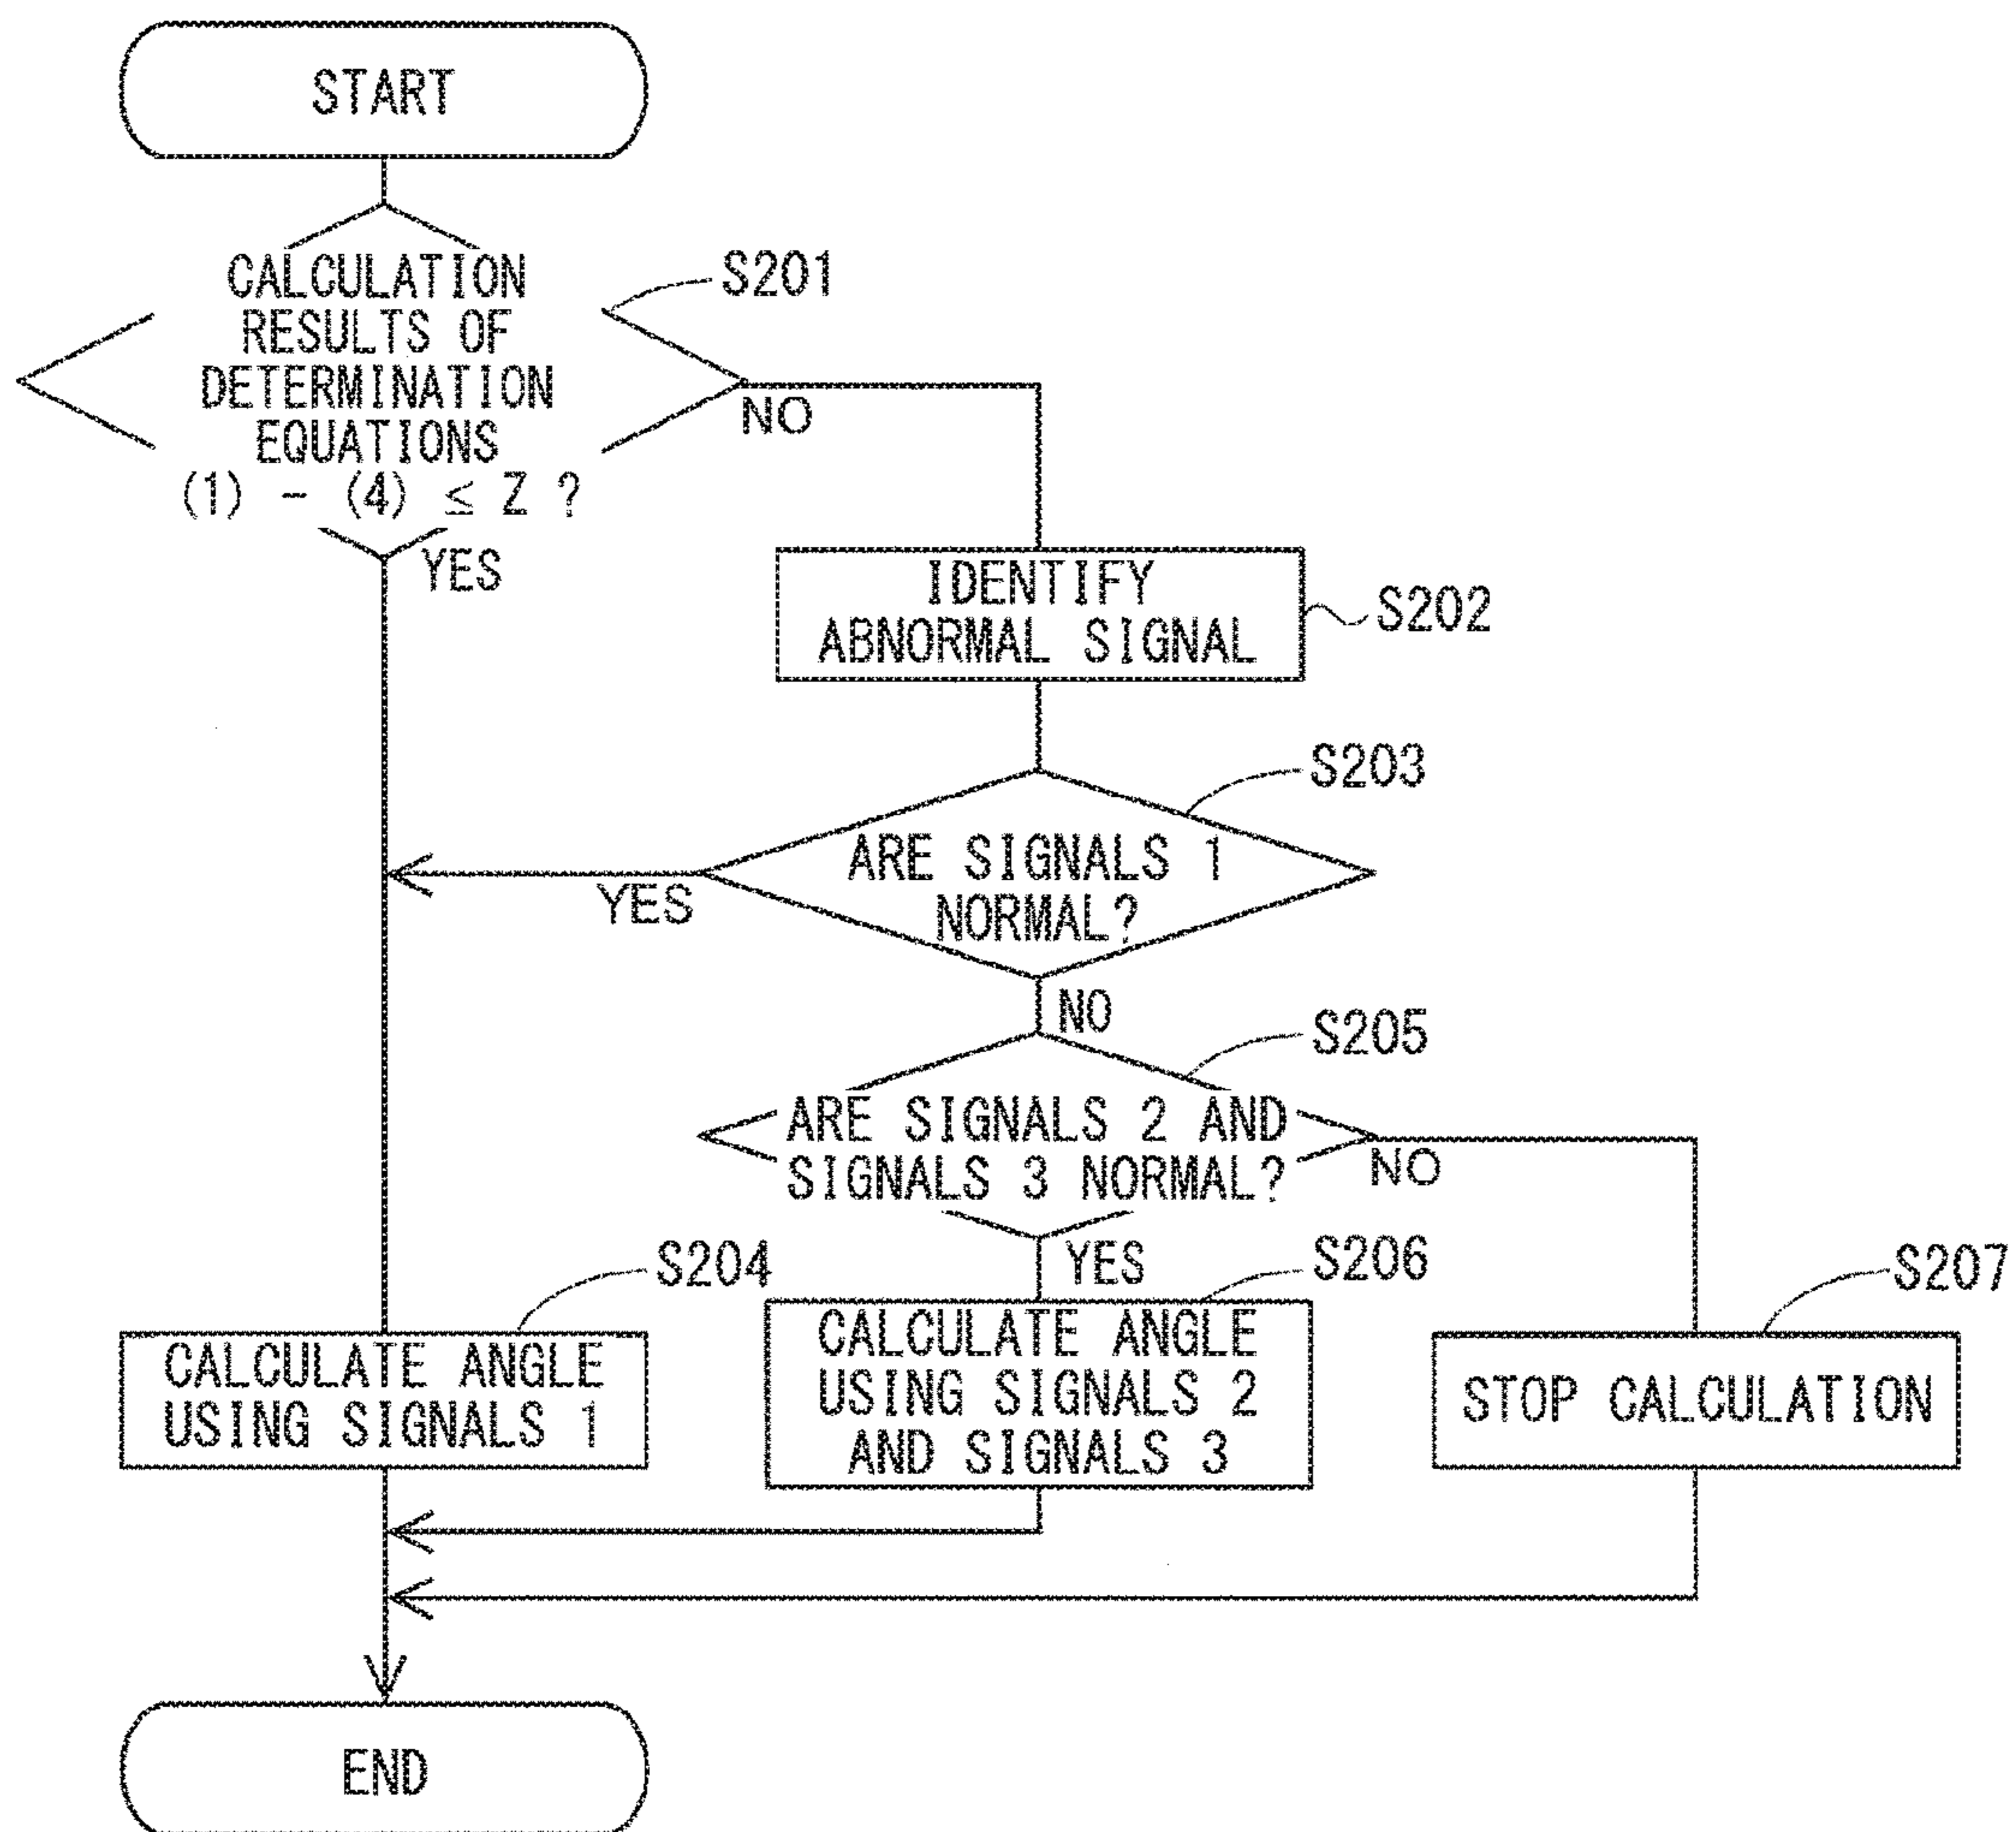 START
CALCULATION
RESULTS OF
DETERMINATION
EQUATIONS
(1) - (4) ≤ Z ?
S201
NO
YES
IDENTIFY
ABNORMAL SIGNAL
S202
S203
ARE SIGNALS 1
NORMAL?
YES
NO
S205
ARE SIGNALS 2 AND
SIGNALS 3 NORMAL?
NO
YES
S204
CALCULATE ANGLE
USING SIGNALS 1
S206
CALCULATE ANGLE
USING SIGNALS 2
AND SIGNALS 3
S207
STOP CALCULATION
END